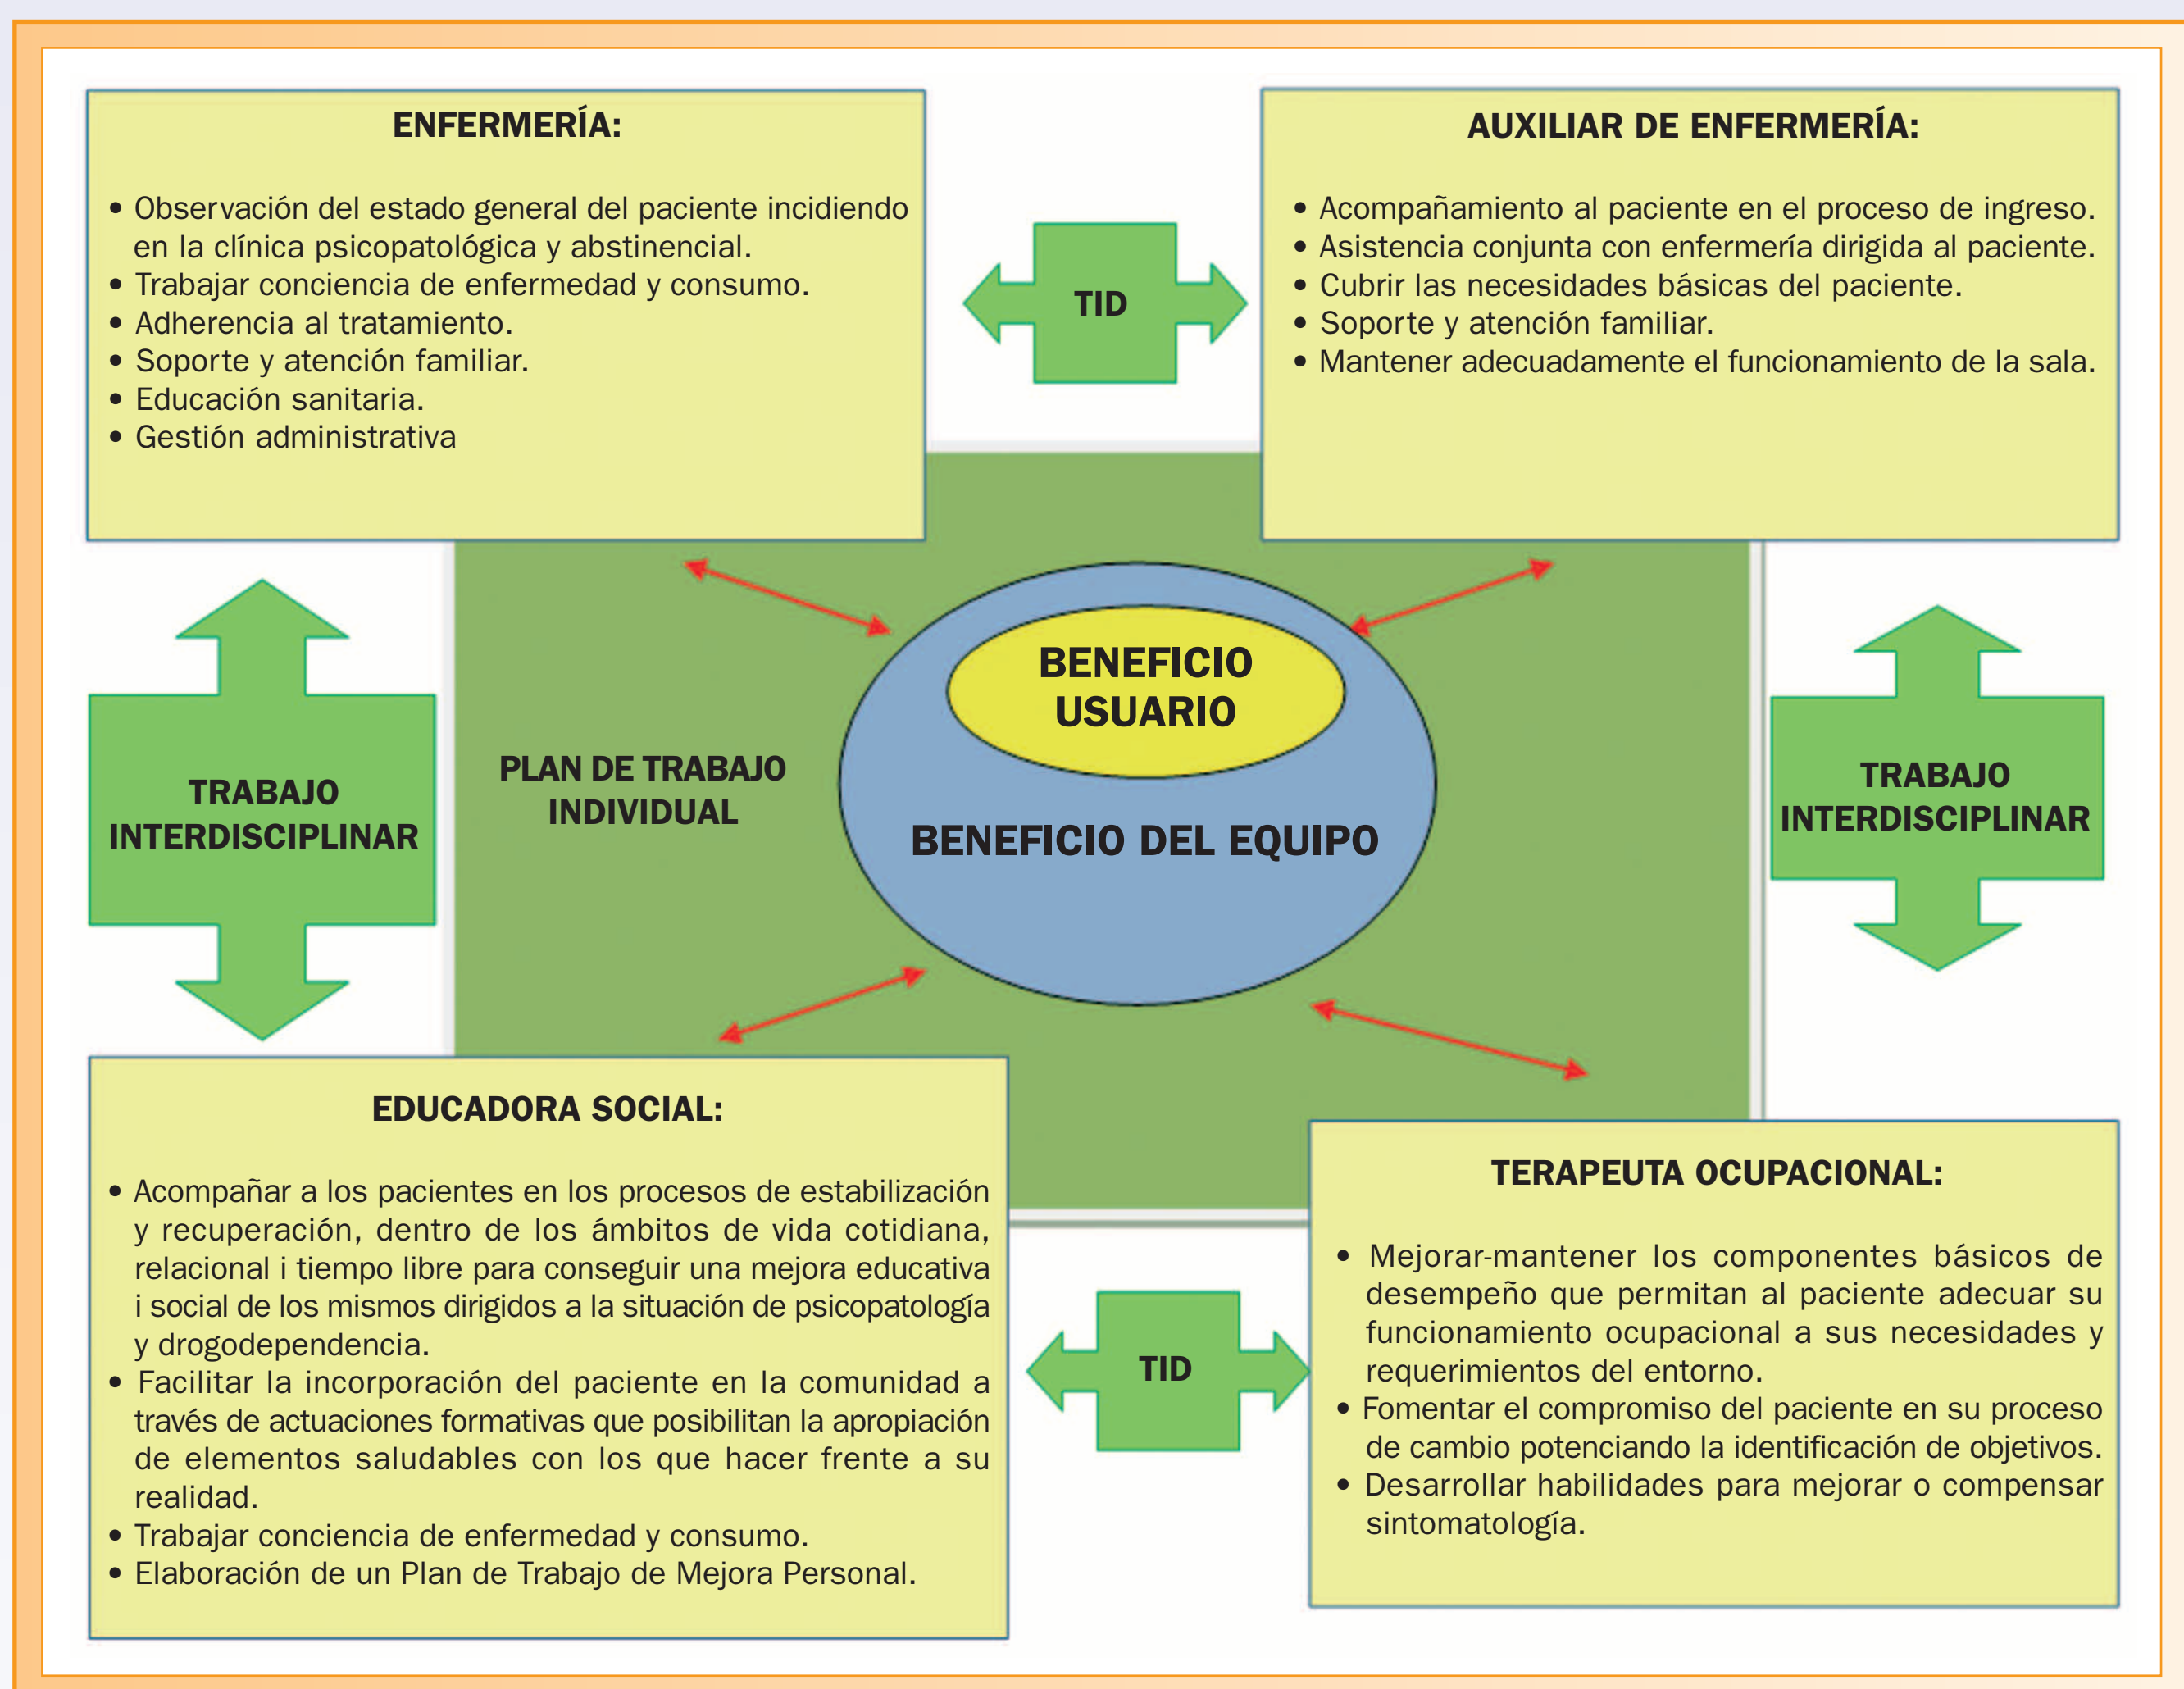 ENFERMERÍA:
• Observación del estado general del paciente incidiendo
en la clínica psicopatológica y abstinencial.
• Trabajar conciencia de enfermedad y consumo.
• Adherencia al tratamiento.
• Soporte y atención familiar.
• Educación sanitaria.
• Gestión administrativa
TID
AUXILIAR DE ENFERMERÍA:
• Acompañamiento al paciente en el proceso de ingreso.
• Asistencia conjunta con enfermería dirigida al paciente.
• Cubrir las necesidades básicas del paciente.
• Soporte y atención familiar.
• Mantener adecuadamente el funcionamiento de la sala.
TRABAJO
INTERDISCIPLINAR
PLAN DE TRABAJO
INDIVIDUAL
BENEFICIO
USUARIO
BENEFICIO DEL EQUIPO
TRABAJO
INTERDISCIPLINAR
EDUCADORA SOCIAL:
• Acompañar a los pacientes en los procesos de estabilización
y recuperación, dentro de los ámbitos de vida cotidiana,
relacional i tiempo libre para conseguir una mejora educativa
i social de los mismos dirigidos a la situación de psicopatología
y drogodependencia.
• Facilitar la incorporación del paciente en la comunidad a
través de actuaciones formativas que posibilitan la apropiación
de elementos saludables con los que hacer frente a su
realidad.
• Trabajar conciencia de enfermedad y consumo.
• Elaboración de un Plan de Trabajo de Mejora Personal.
TID
TERAPEUTA OCUPACIONAL:
• Mejorar-mantener los componentes básicos de
desempeño que permitan al paciente adecuar su
funcionamiento ocupacional a sus necesidades y
requerimientos del entorno.
• Fomentar el compromiso del paciente en su proceso
de cambio potenciando la identificación de objetivos.
• Desarrollar habilidades para mejorar o compensar
sintomatología.